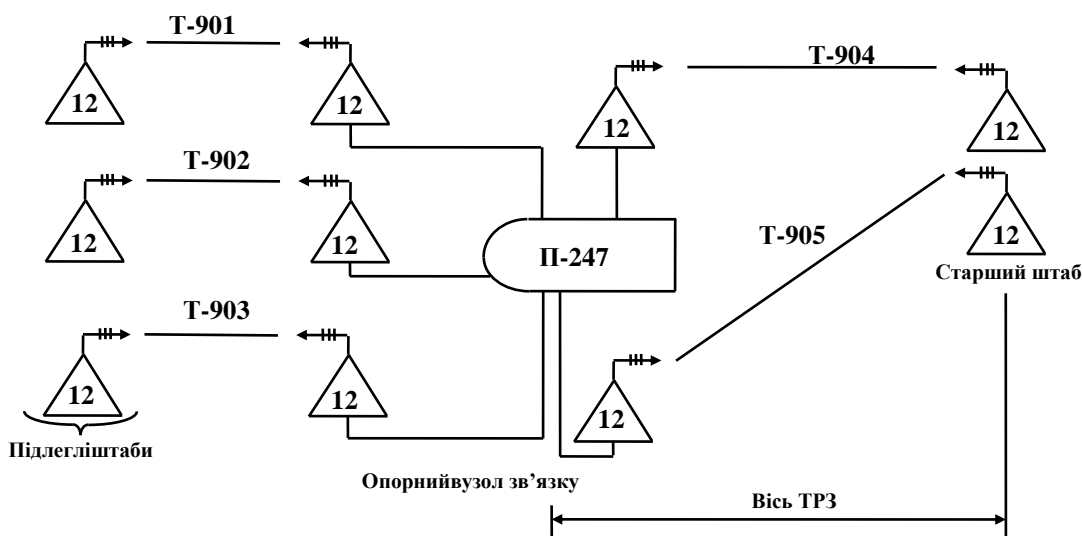 Т-901
12
12
Т-904
12
12
Т-902
12
12
12
Т-905
П-247
Старший штаб
Т-903
12
12
12
Підлегліштаби
Опорнийвузол зв’язку
Вісь ТРЗ